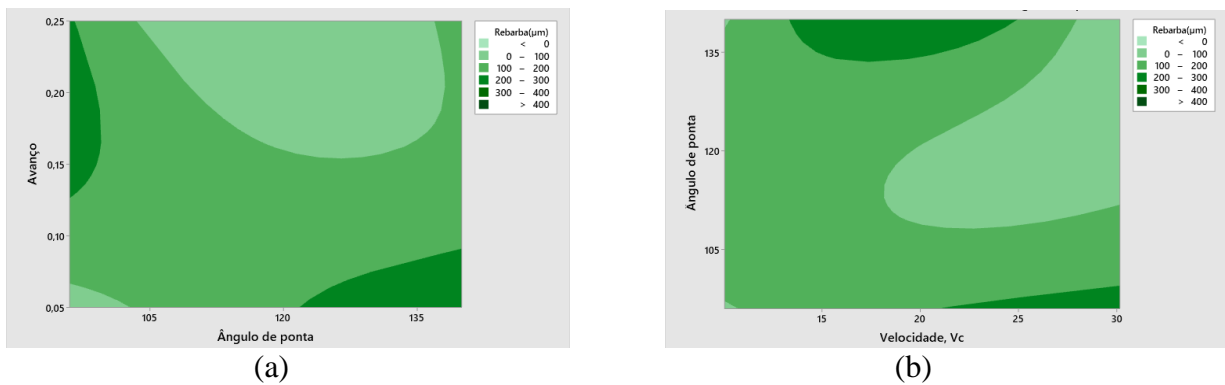 0,25
0,20
0,15
0,10
0,05
Avanço
105
120
135
Ângulo de ponta
Rebarba(µm)
< 0
0 – 100
100 – 200
200 – 300
300 – 400
> 400
(a)
135
120
105
Ângulo de ponta
15
20
25
30
Velocidade, Vc
Rebarba(µm)
< 0
0 – 100
100 – 200
200 – 300
300 – 400
> 400
(b)